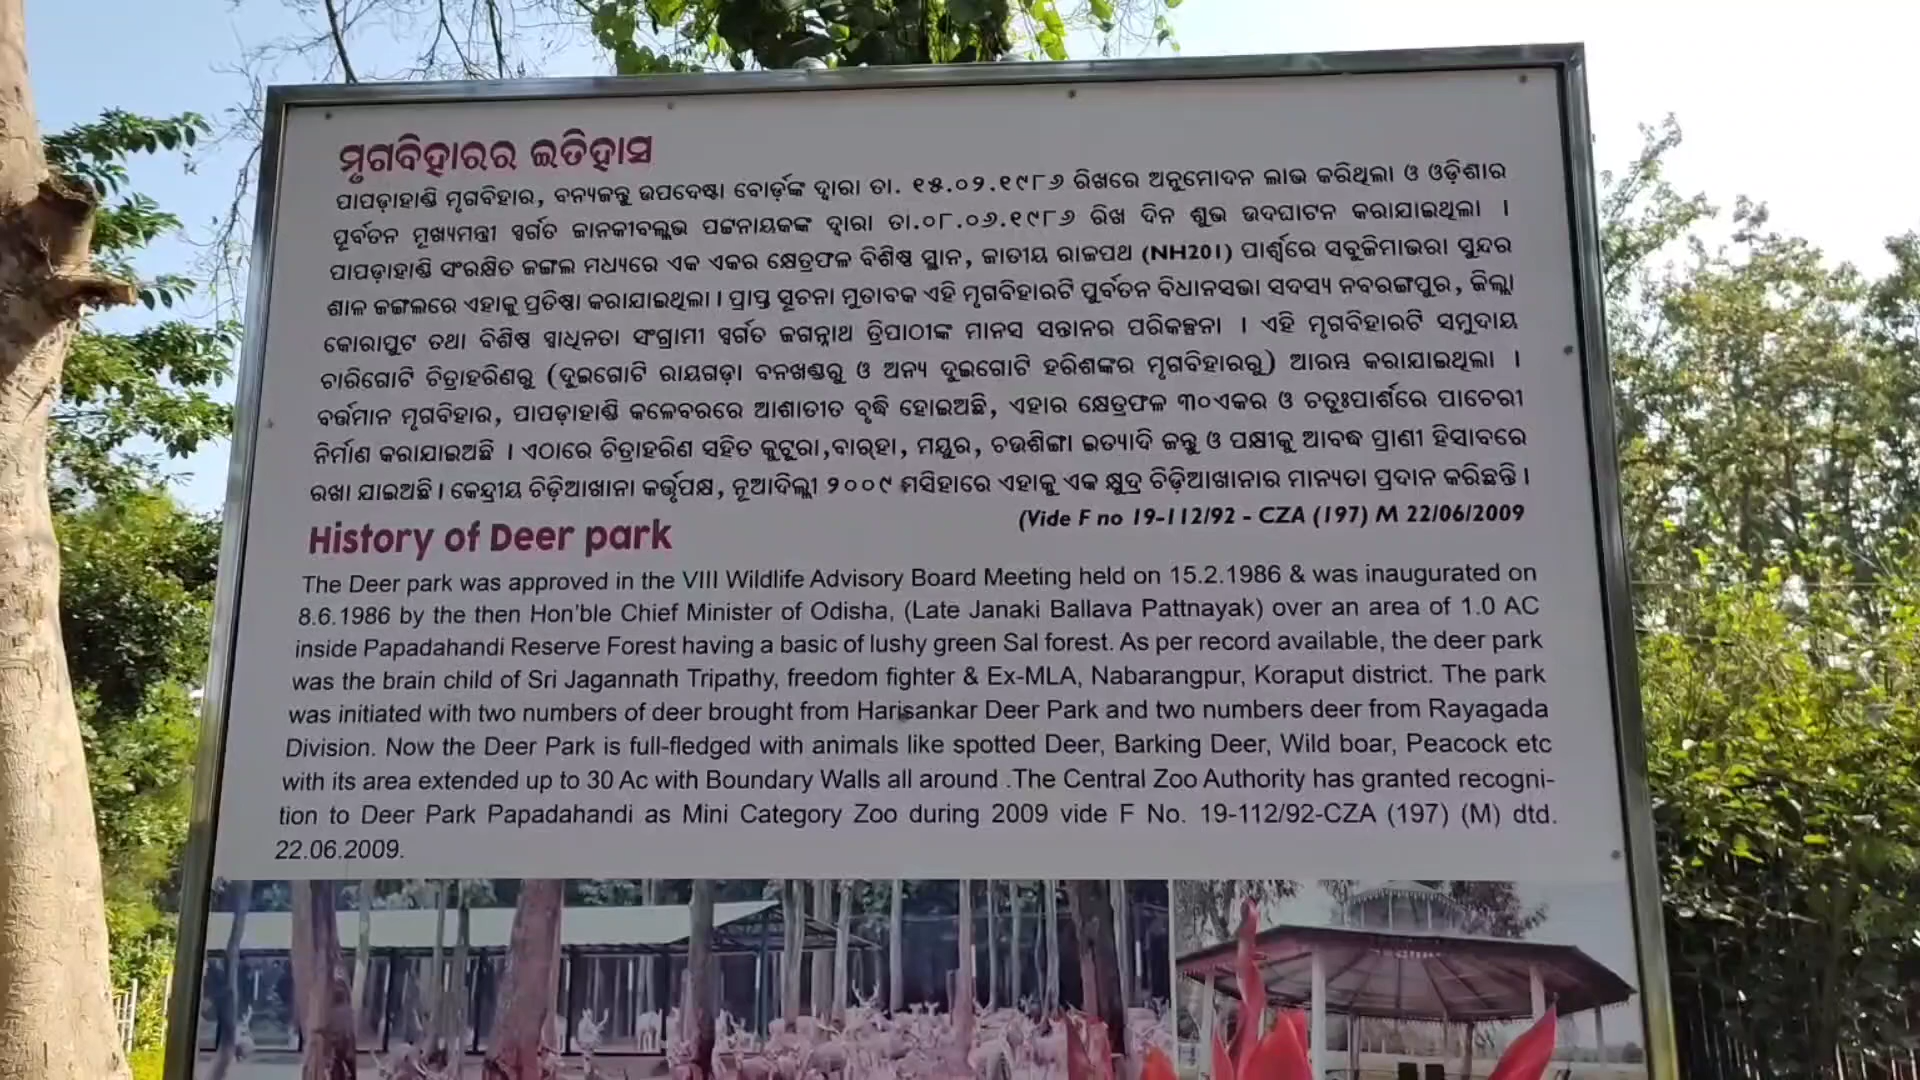 ମୃଗବିହାରର ଇତିହାସ
ପାପଡ଼ାହାଣ୍ଡି ମୃଗବିହାର, ବନ୍ୟଜନ୍ତୁ ଉପଦେଷ୍ଟା ବୋର୍ଡ଼ଙ୍କ ଦ୍ୱାରା ତା. ୧୫.୦୨.୧୯୮୬ ରିଖରେ ଅନୁମୋଦନ ଲାଭ କରିଥିଲା ଓ ଓଡ଼ିଶାର
ପୂର୍ବତନ ମୂଖ୍ୟମନ୍ତ୍ରୀ ସ୍ୱର୍ଗତ ଜାନକୀବଲ୍ଲଭ ପଟ୍ଟନାୟକଙ୍କ ଦ୍ୱାରା ତା.୦୮.୦୬.୧୯୮୬ ରିଖ ଦିନ ଶୁଭ ଉଦଘାଟନ କରାଯାଇଥିଲା ।
ପାପଡ଼ାହାଣ୍ଡି ସଂରକ୍ଷିତ ଜଙ୍ଗଲ ମଧ୍ୟରେ ଏକ ଏକର କ୍ଷେତ୍ରଫଳ ବିଶିଷ୍ଟ ସ୍ଥାନ, ଜାତୀୟ ରାଜପଥ (NH201) ପାର୍ଶ୍ୱରେ ସବୁଜିମାଭରା ସୁନ୍ଦର
ଶାଳ ଜଙ୍ଗଲରେ ଏହାକୁ ପ୍ରତିଷ୍ଠା କରାଯାଇଥିଲା । ପ୍ରାପ୍ତ ସୂଚନା ମୁତାବକ ଏହି ମୃଗବିହାରଟି ପୁର୍ବତନ ବିଧାନସଭା ସଦସ୍ୟ ନବରଙ୍ଗପୁର, ଜିଲ୍ଲା
କୋରାପୁଟ ତଥା ବିଶିଷ୍ଟ ସ୍ୱାଧିନତା ସଂଗ୍ରାମୀ ସ୍ୱର୍ଗତ ଜଗନ୍ନାଥ ତ୍ରିପାଠୀଙ୍କ ମାନସ ସନ୍ତାନର ପରିକଳ୍ପନା । ଏହି ମୃଗବିହାରଟି ସମୁଦାୟ
ଚାରିଗୋଟି ଚିତ୍ରାହରିଣରୁ (ଦୁଇଗୋଟି ରାୟଗଡ଼ା ବନଖଣ୍ଡରୁ ଓ ଅନ୍ୟ ଦୁଇଗୋଟି ହରିଶଙ୍କର ମୃଗବିହାରରୁ) ଆରମ୍ଭ କରାଯାଇଥିଲା ।
ବର୍ତ୍ତମାନ ମୃଗବିହାର, ପାପଡ଼ାହାଣ୍ଡି କଳେବରରେ ଆଶାତୀତ ବୃଦ୍ଧି ହୋଇଅଛି, ଏହାର କ୍ଷେତ୍ରଫଳ ୩୦ଏକର ଓ ଚତୁଃପାର୍ଶରେ ପାଚେରୀ
ନିର୍ମାଣ କରାଯାଇଅଛି । ଏଠାରେ ଚିତ୍ରାହରିଣ ସହିତ କୁଟୁରା,ବାର୍‌ହା, ମୟୁର, ଚଉଶିଙ୍ଗା ଇତ୍ୟାଦି ଜନ୍ତୁ ଓ ପକ୍ଷୀକୁ ଆବଦ୍ଧ ପ୍ରାଣୀ ହିସାବରେ
ରଖା ଯାଇଅଛି । କେନ୍ଦ୍ରୀୟ ଚିଡ଼ିଆଖାନା କର୍ତ୍ତୃପକ୍ଷ, ନୂଆଦିଲ୍ଲୀ ୨୦୦୯ ମସିହାରେ ଏହାକୁ ଏକ କ୍ଷୁଦ୍ର ଚିଡ଼ିଆଖାନାର ମାନ୍ୟତା ପ୍ରଦାନ କରିଛନ୍ତି ।
(Vide F no 19-112/92 - CZA (197) M 22/06/2009
History of Deer park
The Deer park was approved in the VIII Wildlife Advisory Board Meeting held on 15.2.1986 & was inaugurated on
8.6.1986 by the then Hon'ble Chief Minister of Odisha, (Late Janaki Ballava Pattnayak) over an area of 1.0 AC
inside Papadahandi Reserve Forest having a basic of lushy green Sal forest. As per record available, the deer park
was the brain child of Sri Jagannath Tripathy, freedom fighter & Ex-MLA, Nabarangpur, Koraput district. The park
was initiated with two numbers of deer brought from Harisankar Deer Park and two numbers deer from Rayagada
Division. Now the Deer Park is full-fledged with animals like spotted Deer, Barking Deer, Wild boar, Peacock etc
with its area extended up to 30 Ac with Boundary Walls all around .The Central Zoo Authority has granted recogni-
tion to Deer Park Papadahandi as Mini Category Zoo during 2009 vide F No. 19-112/92-CZA (197) (M) dtd.
22.06.2009.